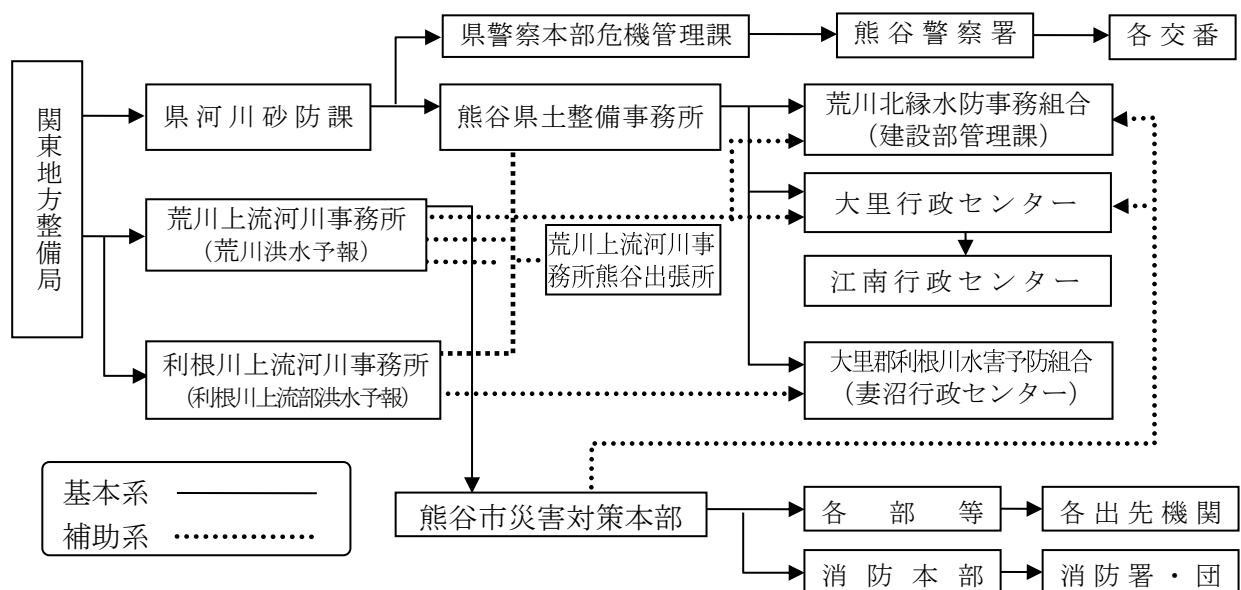 県警察本部危機管理課
熊谷警察署
各交番
関東地方整備局
県河川砂防課
熊谷県土整備事務所
荒川北縁水防事務組合
（建設部管理課）
荒川上流河川事務所
（荒川洪水予報）
大里行政センター
荒川上流河川事
務所熊谷出張所
江南行政センター
利根川上流河川事務所
（利根川上流部洪水予報）
大里郡利根川水害予防組合
（妻沼行政センター）
基本系
補助系
熊谷市災害対策本部
各部等
各出先機関
消防本部
消防署・団